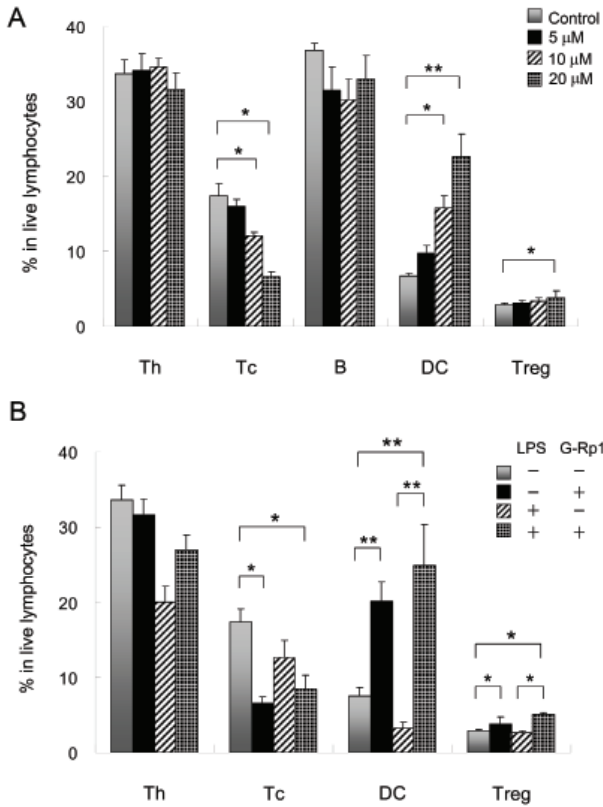 A
Control
5 μM
10 μM
20 μM
% in live lymphocytes
40
30
20
10
0
*
*
*
**
*
Th Tc B DC Treg
B
LPS G-Rp1
− −
− +
+ −
+ +
% in live lymphocytes
40
30
20
10
0
*
*
**
**
**
*
*
*
Th Tc DC Treg